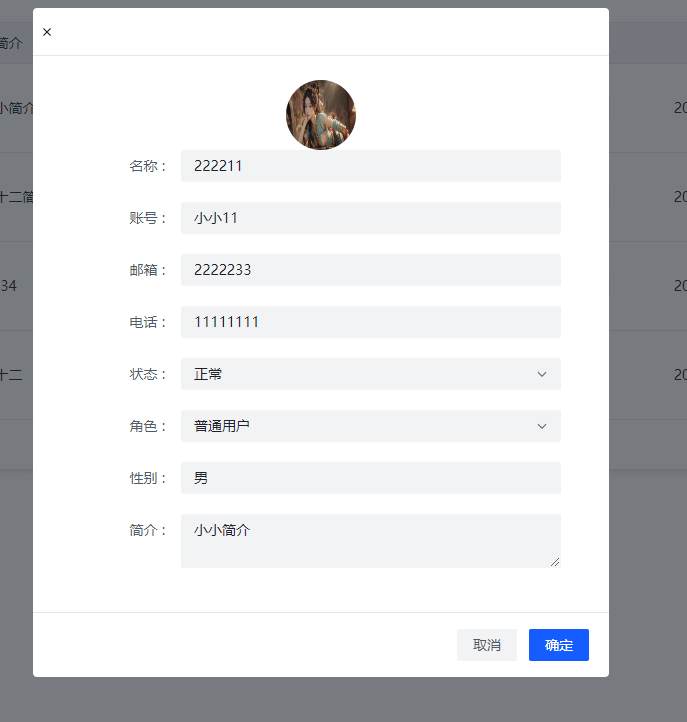 ×
简介
名称：
222211
小简介
20
账号：
小小11
十二简
20
邮箱：
2222233
34
20
电话：
11111111
状态：
正常
十二
20
角色：
普通用户
性别：
男
简介：
小小简介
取消
确定